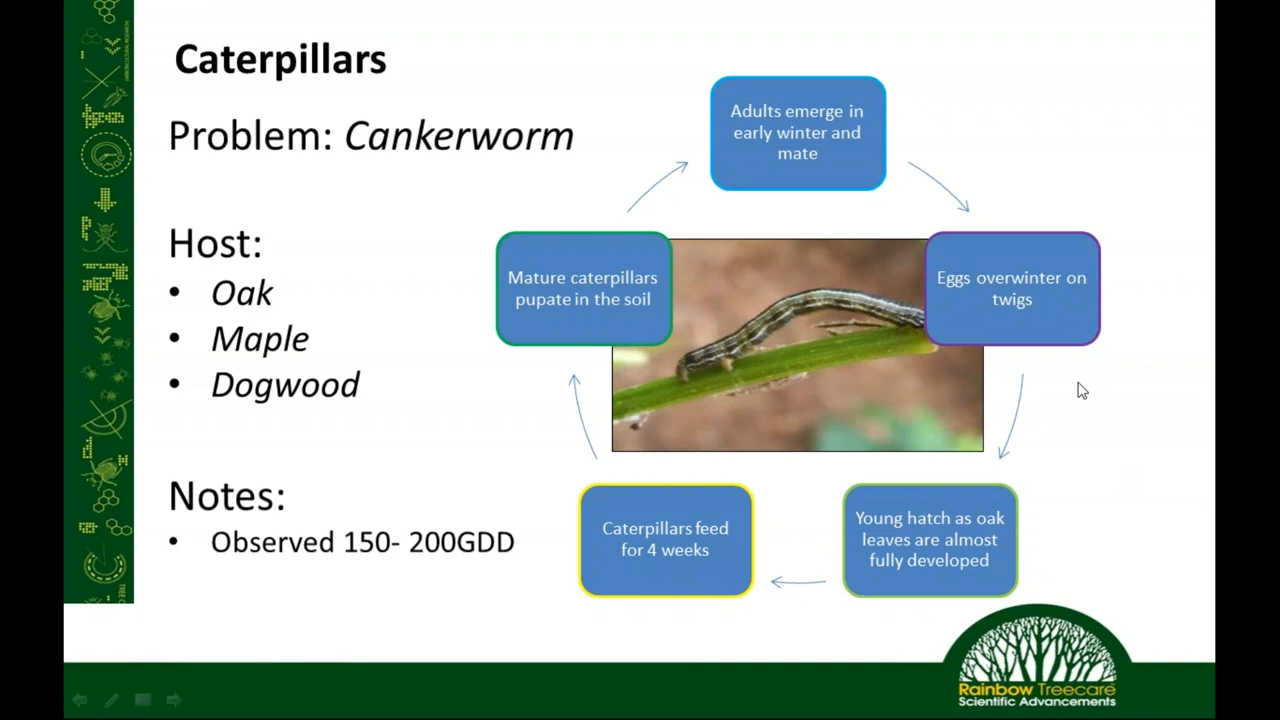 Caterpillars
Problem: Cankerworm
Host:
• Oak
• Maple
• Dogwood
Notes:
• Observed 150- 200GDD
Adults emerge in
early winter and
mate
Eggs overwinter on
twigs
Young hatch as oak
leaves are almost
fully developed
Caterpillars feed
for 4 weeks
Mature caterpillars
pupate in the soil
Rainbow Treecare
Scientific Advancements